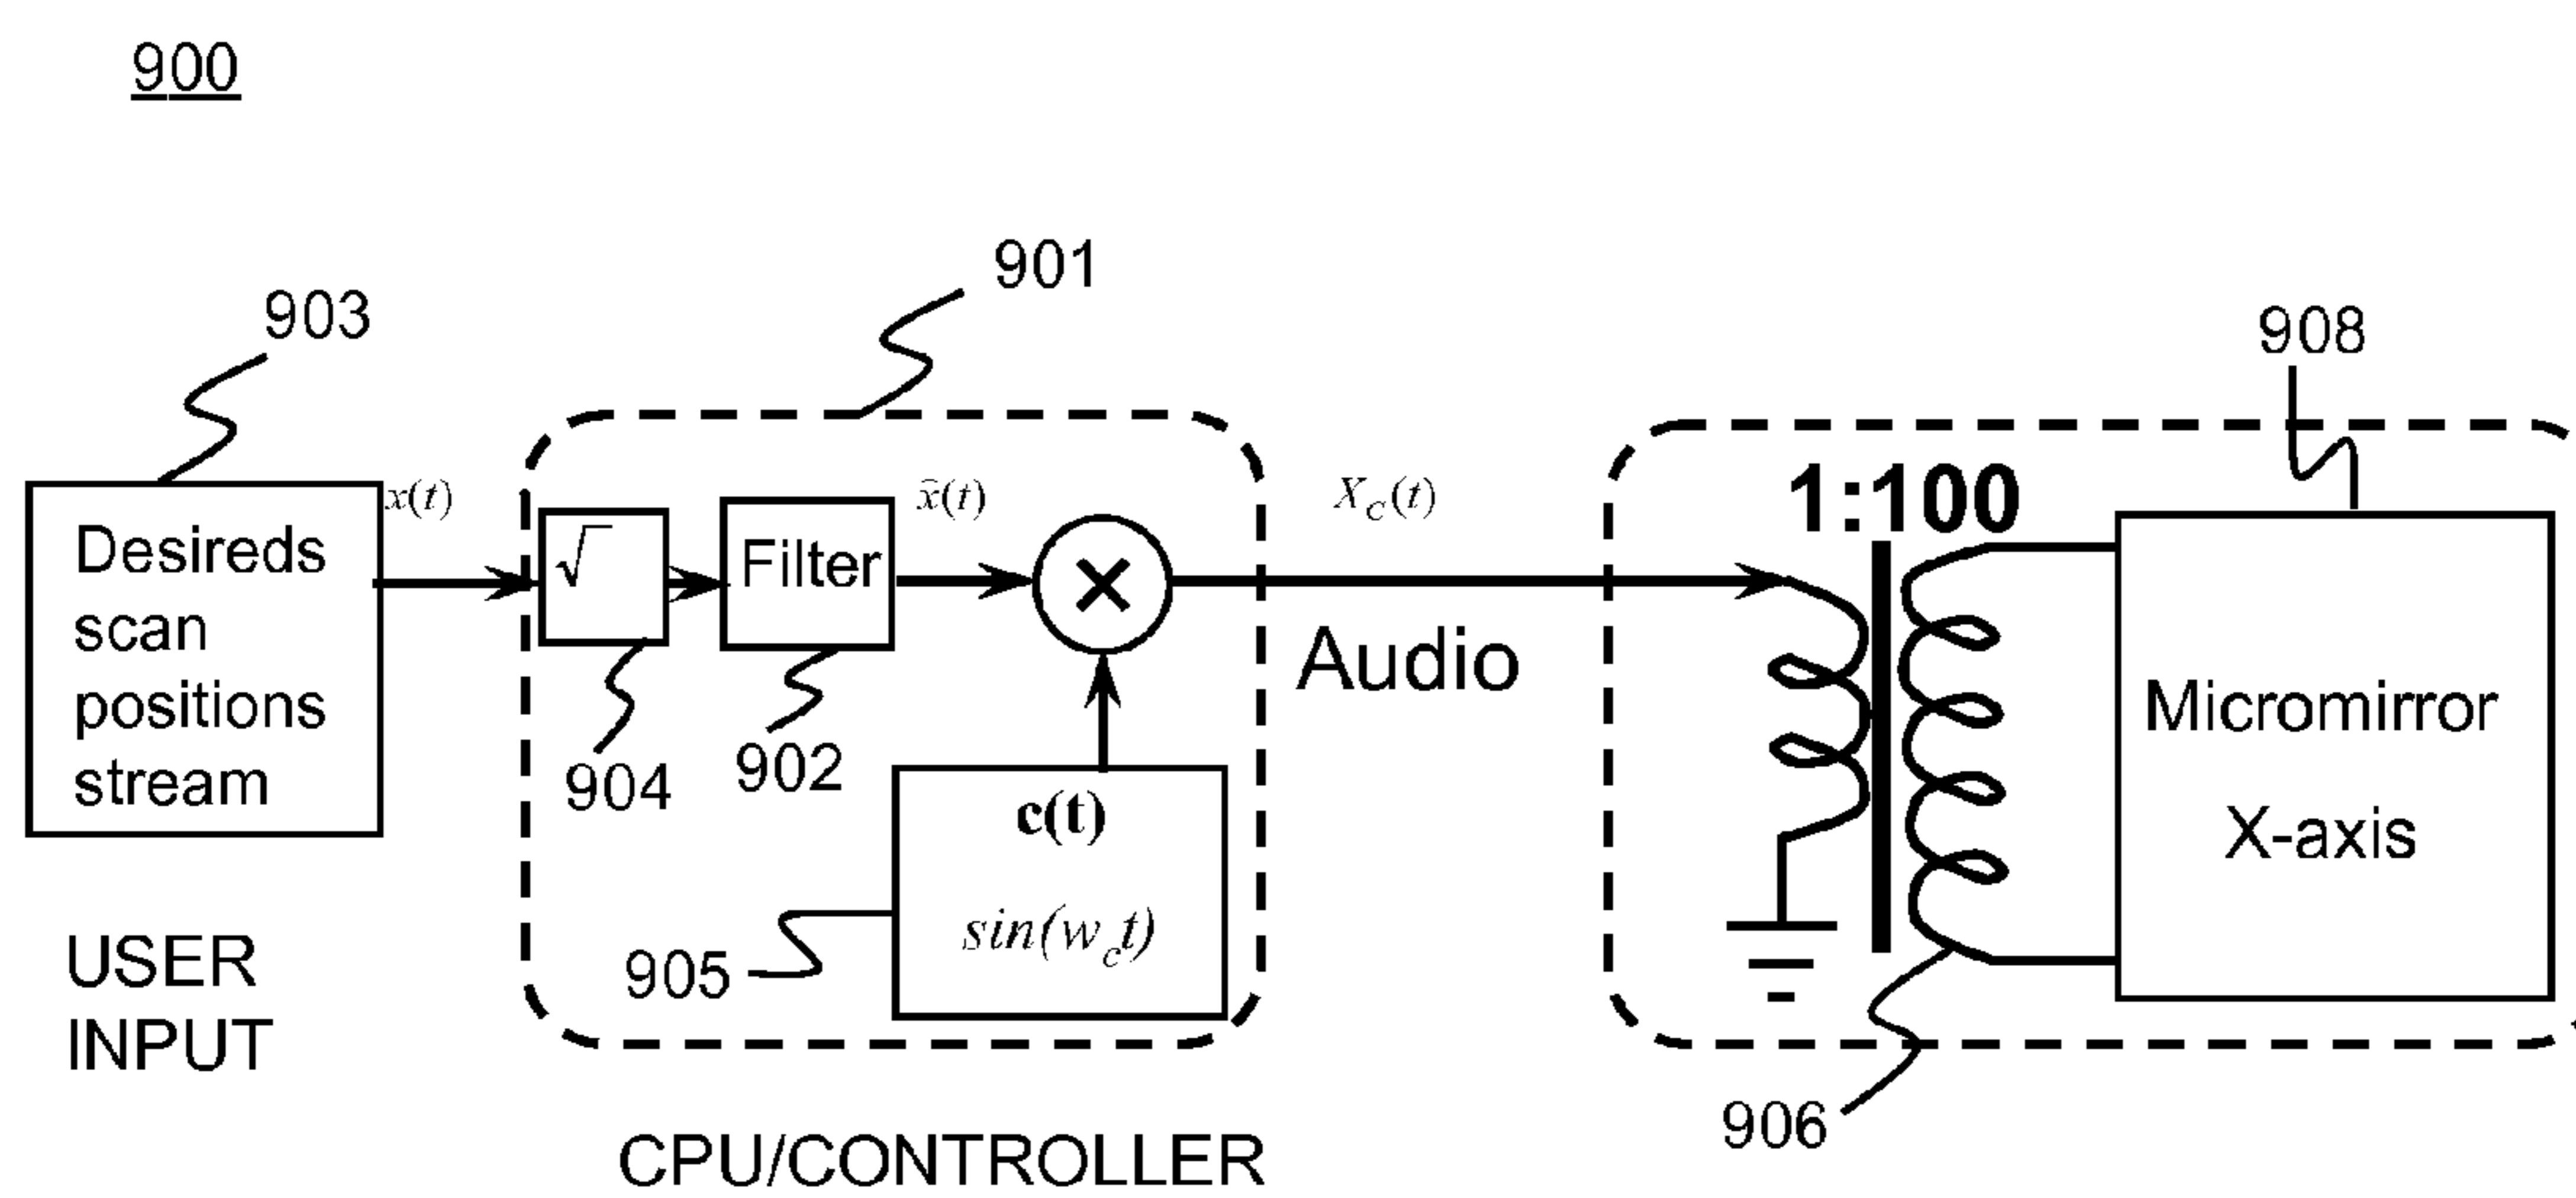 900
901
903
908
1:100
x(t)
√
Filter
x̄(t)
X_C(t)
Desireds
scan
positions
stream
Audio
Micromirror
X-axis
904
902
c(t)
sin(w_c t)
905
906
USER
INPUT
CPU/CONTROLLER